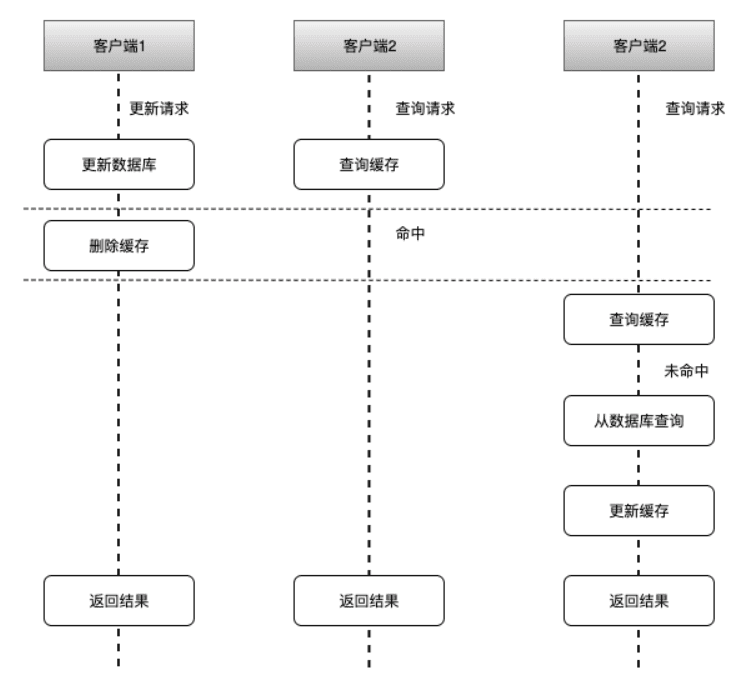 客户端1
客户端2
客户端2
更新请求
查询请求
查询请求
更新数据库
查询缓存
删除缓存
命中
查询缓存
未命中
从数据库查询
更新缓存
返回结果
返回结果
返回结果